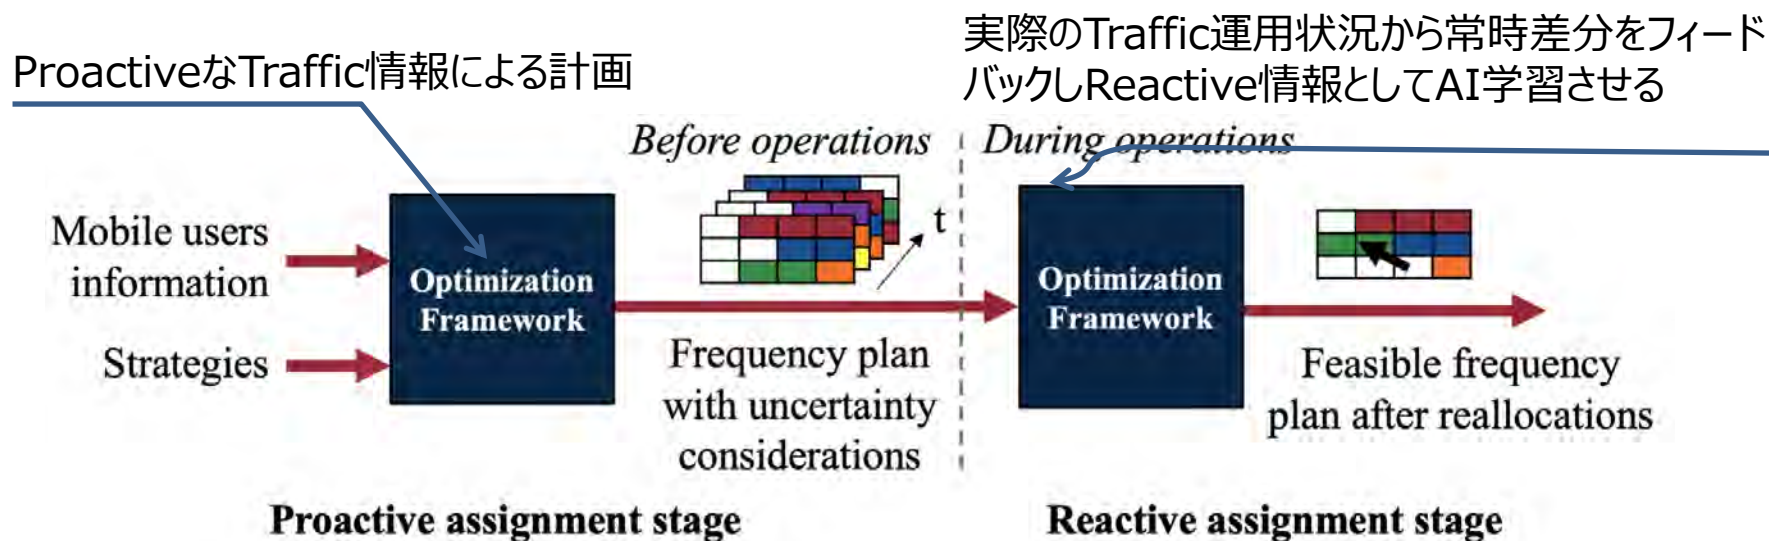 ProactiveなTraffic情報による計画
実際のTraffic運用状況から常時差分をフィード
バックしReactive情報としてAI学習させる
Before operations
During operations
Mobile users
information
Strategies
Optimization
Framework
t
Frequency plan
with uncertainty
considerations
Optimization
Framework
Feasible frequency
plan after reallocations
Proactive assignment stage
Reactive assignment stage